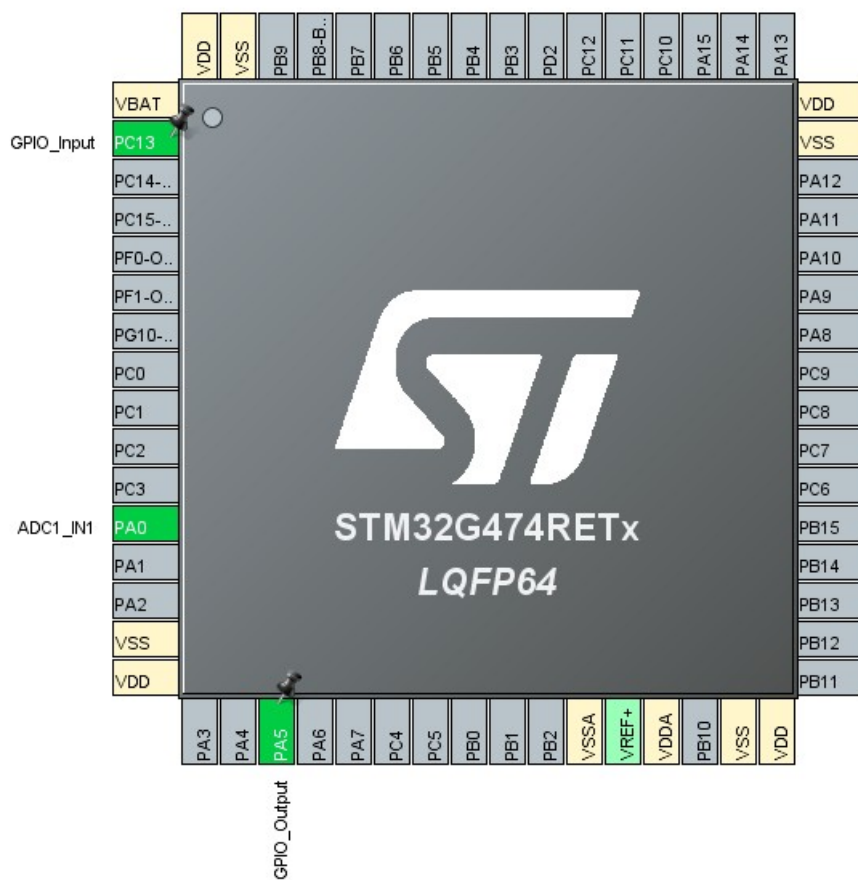 VDD
VSS
PB9
PB8-B..
PB7
PB6
PB5
PB4
PB3
PD2
PC12
PC11
PC10
PA15
PA14
PA13
VBAT
GPIO_Input PC13
PC14-..
PC15-..
PF0-O..
PF1-O..
PG10-..
PC0
PC1
PC2
PC3
ADC1_IN1 PA0
PA1
PA2
VSS
VDD
VDD
VSS
PA12
PA11
PA10
PA9
PA8
PC9
PC8
PC7
PC6
PB15
PB14
PB13
PB12
PB11
ST
STM32G474RETx
LQFP64
PA3
PA4
PA5
PA6
PA7
PC4
PC5
PB0
PB1
PB2
VSSA
VREF+
VDDA
PB10
VSS
VDD
GPIO_Output